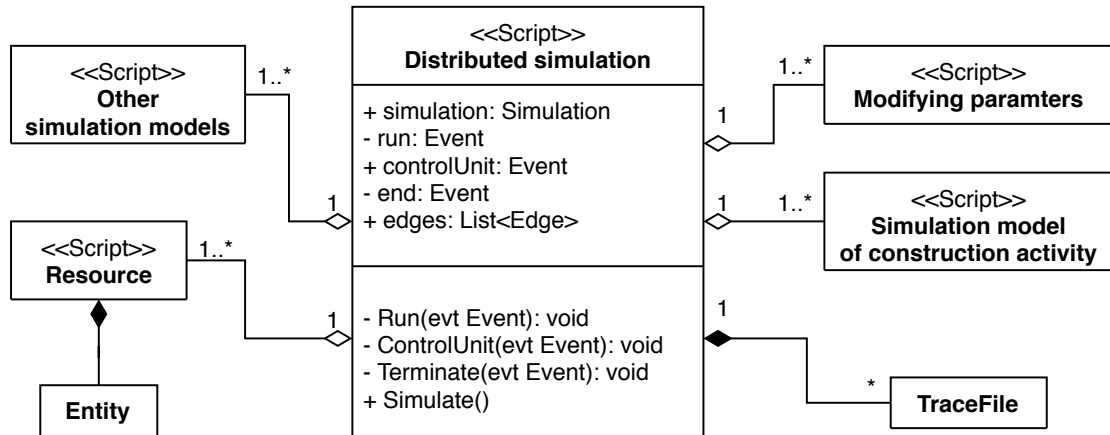 <<Script>>
Distributed simulation
+ simulation: Simulation
- run: Event
+ controlUnit: Event
- end: Event
+ edges: List<Edge>
- Run(evt Event): void
- ControlUnit(evt Event): void
- Terminate(evt Event): void
+ Simulate()
<<Script>>
Other
simulation models
1..*
1
<<Script>>
Resource
1..*
1
Entity
<<Script>>
Modifying paramters
1..*
1
<<Script>>
Simulation model
of construction activity
1..*
1
1
*
TraceFile